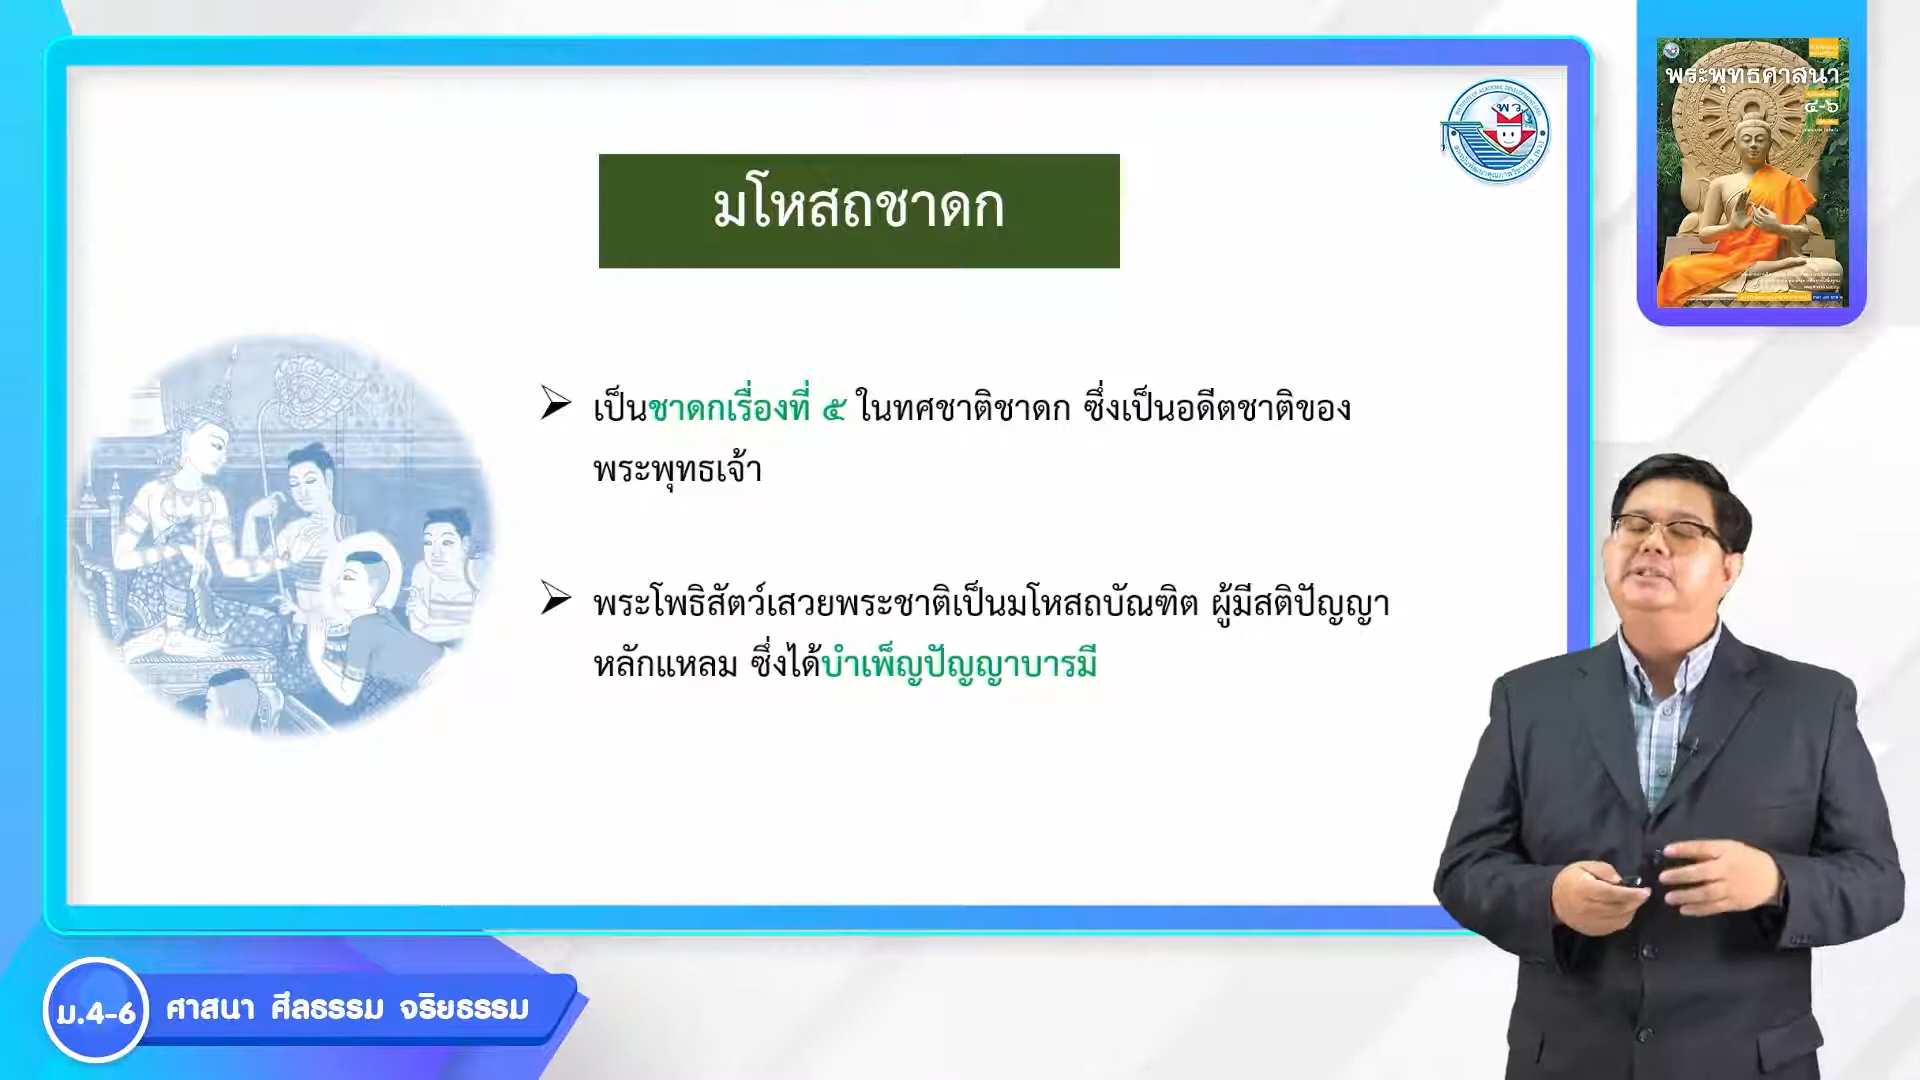 มโหสถชาดก
เป็นชาดกเรื่องที่ ๕ ในทศชาติชาดก ซึ่งเป็นอดีตชาติของ
พระพุทธเจ้า
พระโพธิสัตว์เสวยพระชาติเป็นมโหสถบัณฑิต ผู้มีสติปัญญา
หลักแหลม ซึ่งได้บำเพ็ญปัญญาบารมี
พว.
พระพุทธศาสนา
๔-๖
ม.4-6 ศาสนา ศีลธรรม จริยธรรม